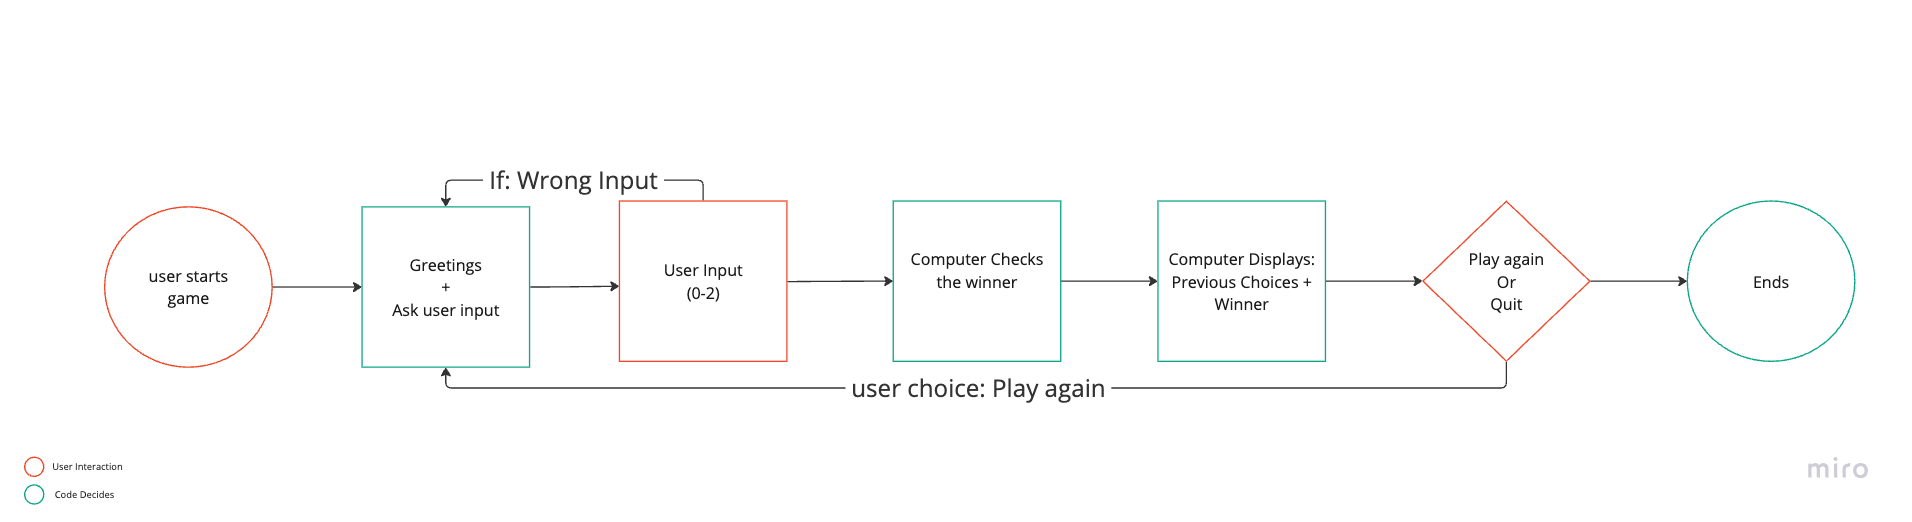 If: Wrong Input
user starts
game
Greetings
+
Ask user input
User Input
(0-2)
Computer Checks
the winner
Computer Displays:
Previous Choices +
Winner
Play again
Or
Quit
Ends
user choice: Play again
User Interaction
Code Decides
miro